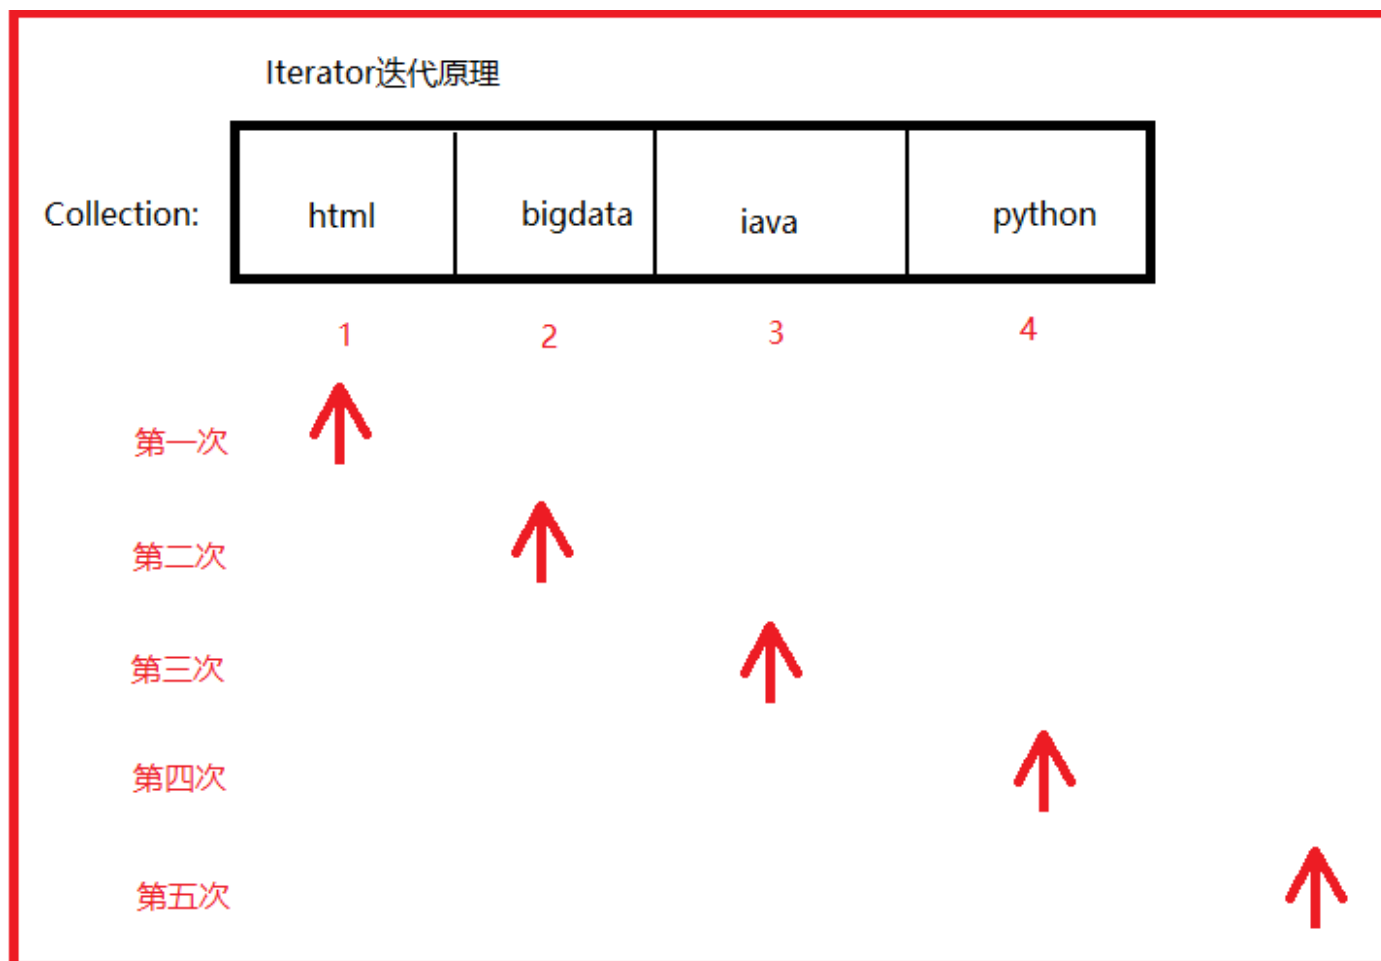 Iterator迭代原理
Collection: html bigdata iava python
1 2 3 4
第一次
第二次
第三次
第四次
第五次